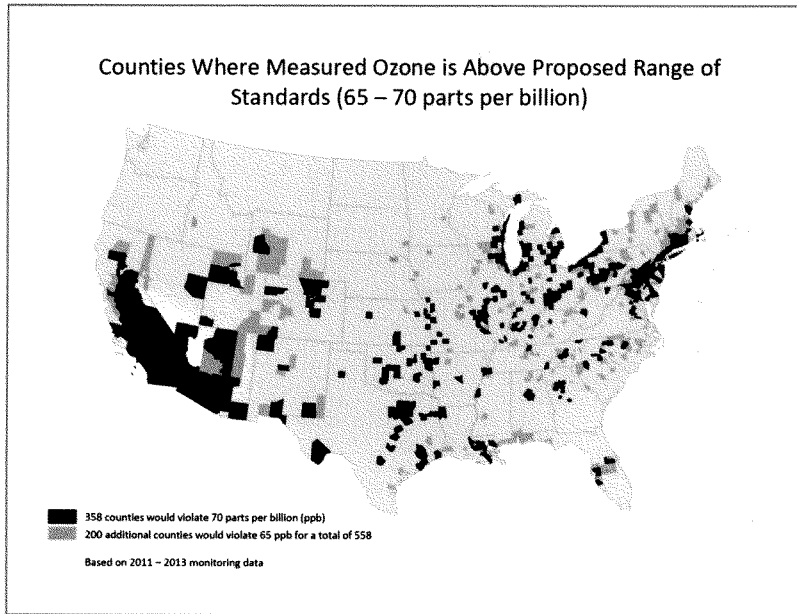 Counties Where Measured Ozone is Above Proposed Range of
Standards (65 – 70 parts per billion)
358 counties would violate 70 parts per billion (ppb)
200 additional counties would violate 65 ppb for a total of 558
Based on 2011 – 2013 monitoring data